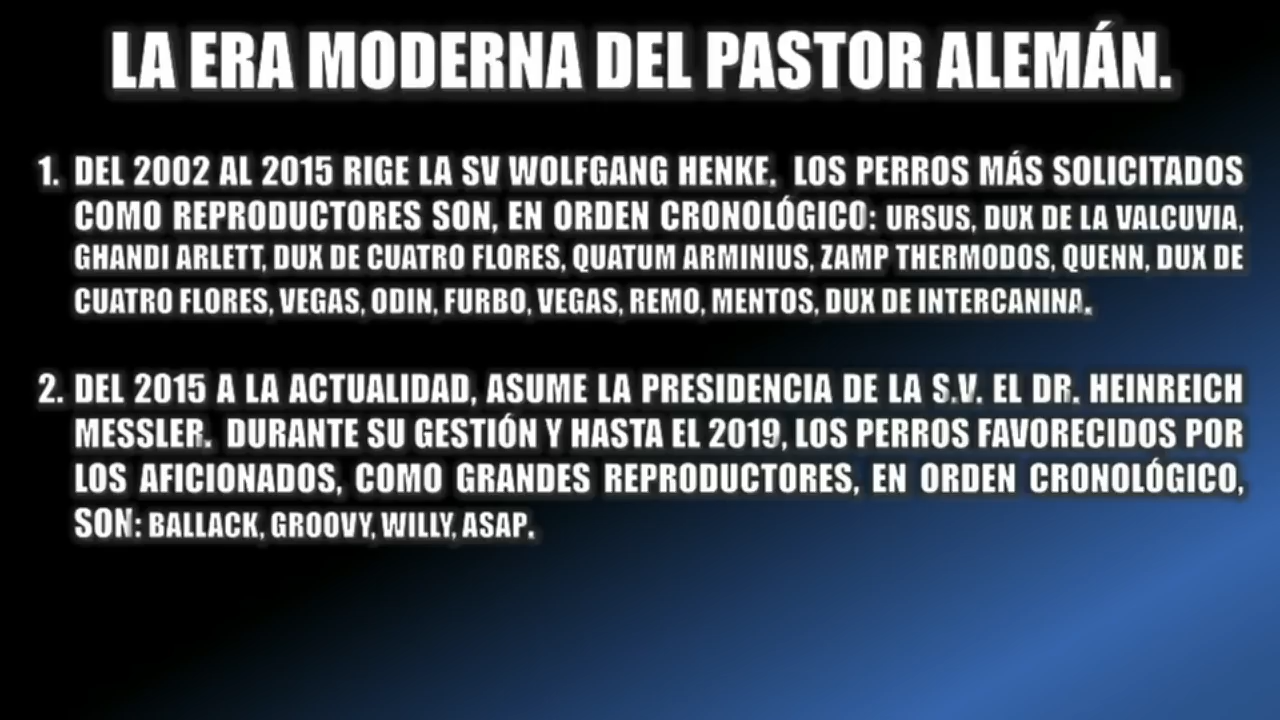 LA ERA MODERNA DEL PASTOR ALEMÁN.
1. DEL 2002 AL 2015 RIGE LA SV WOLFGANG HENKE. LOS PERROS MÁS SOLICITADOS
COMO REPRODUCTORES SON, EN ORDEN CRONOLÓGICO: URSUS, DUX DE LA VALCUVIA,
GHANDI ARLETT, DUX DE CUATRO FLORES, QUATUM ARMINIUS, ZAMP THERMODOS, QUENN, DUX DE
CUATRO FLORES, VEGAS, ODIN, FURBO, VEGAS, REMO, MENTOS, DUX DE INTERCANINA.
2. DEL 2015 A LA ACTUALIDAD, ASUME LA PRESIDENCIA DE LA S.V. EL DR. HEINREICH
MESSLER. DURANTE SU GESTIÓN Y HASTA EL 2019, LOS PERROS FAVORECIDOS POR
LOS AFICIONADOS, COMO GRANDES REPRODUCTORES, EN ORDEN CRONOLÓGICO,
SON: BALLACK, GROOVY, WILLY, ASAP.